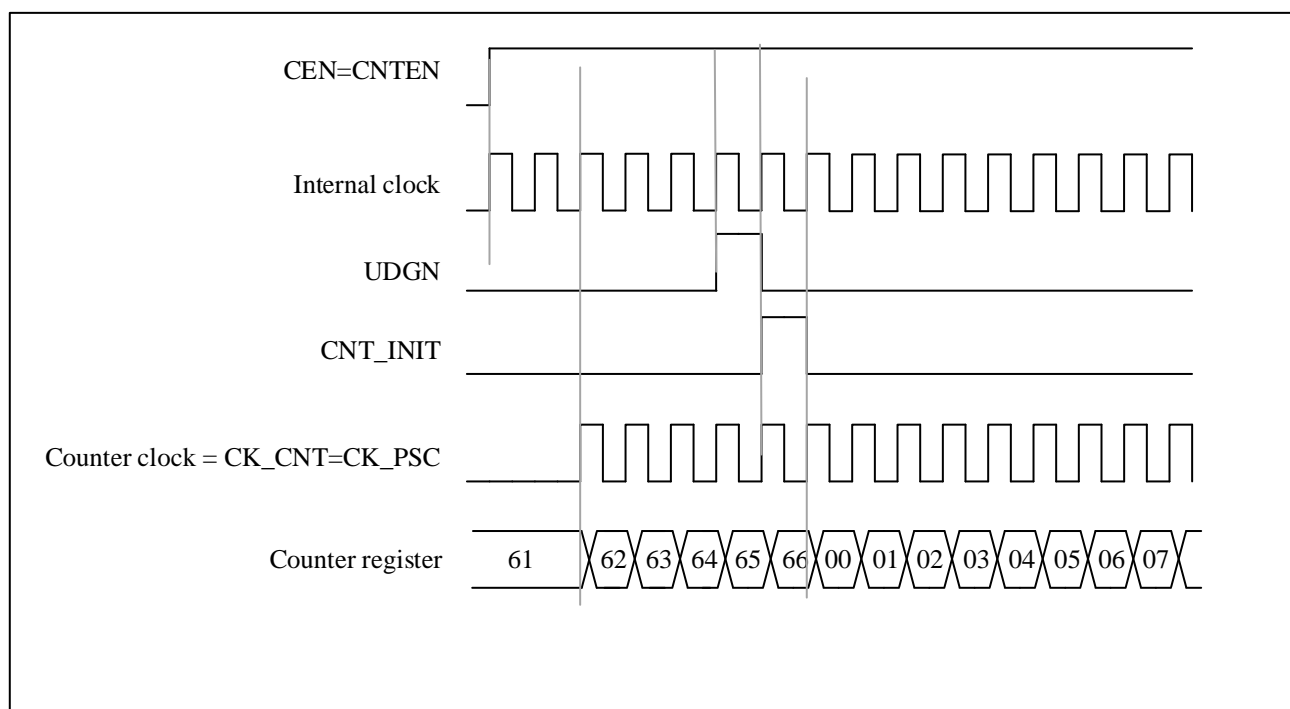 CEN=CNTEN
Internal clock
UDGN
CNT_INIT
Counter clock = CK_CNT=CK_PSC
Counter register 61 62 63 64 65 66 00 01 02 03 04 05 06 07